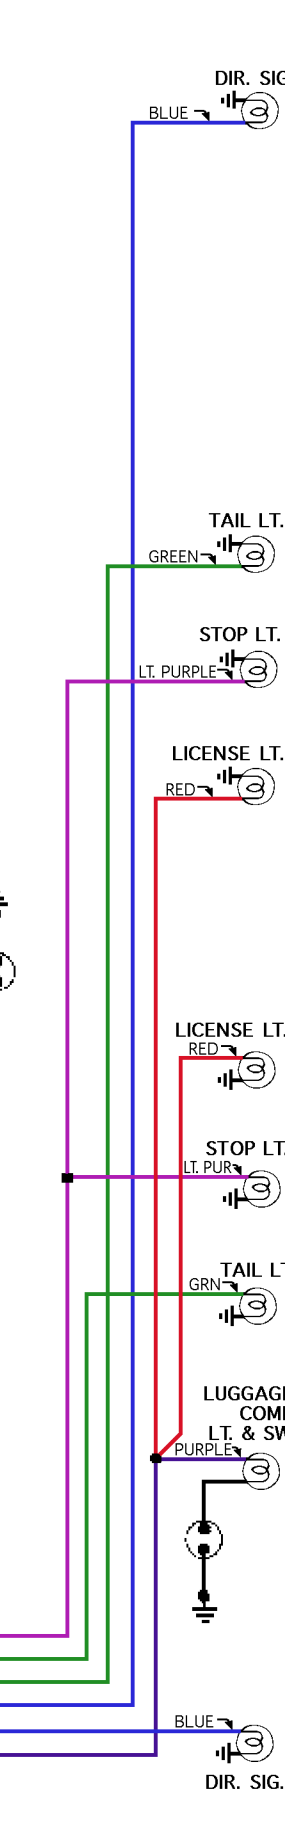 DIR. SIG
BLUE
TAIL LT.
GREEN
STOP LT.
LT. PURPLE
LICENSE LT.
RED
LICENSE LT.
RED
STOP LT.
LT. PUR
TAIL LT
GRN
LUGGAGE
COMP
LT. & SW
PURPLE
BLUE
DIR. SIG.